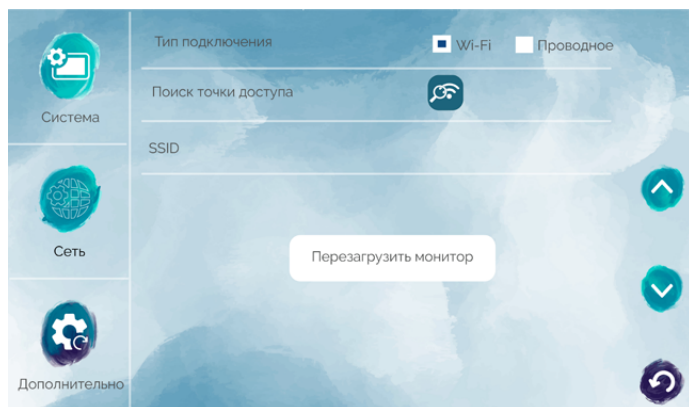 Тип подключения
Wi-Fi
Проводное
Поиск точки доступа
Система
SSID
Сеть
Перезагрузить монитор
Дополнительно